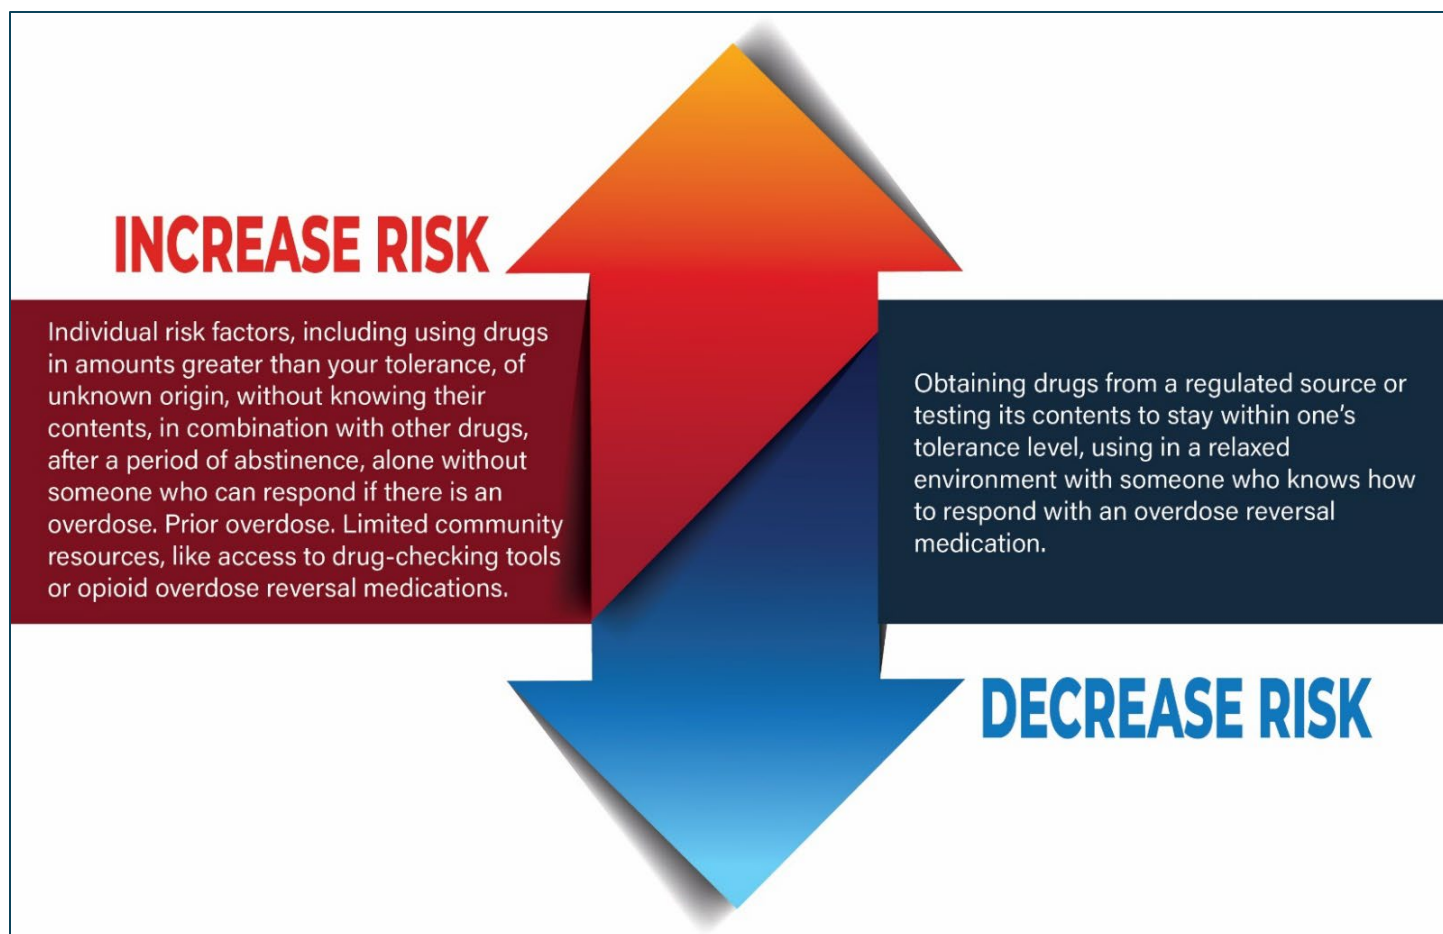 INCREASE RISK
Individual risk factors, including using drugs
in amounts greater than your tolerance, of
unknown origin, without knowing their
contents, in combination with other drugs,
after a period of abstinence, alone without
someone who can respond if there is an
overdose. Prior overdose. Limited community
resources, like access to drug-checking tools
or opioid overdose reversal medications.
Obtaining drugs from a regulated source or
testing its contents to stay within one’s
tolerance level, using in a relaxed
environment with someone who knows how
to respond with an overdose reversal
medication.
DECREASE RISK